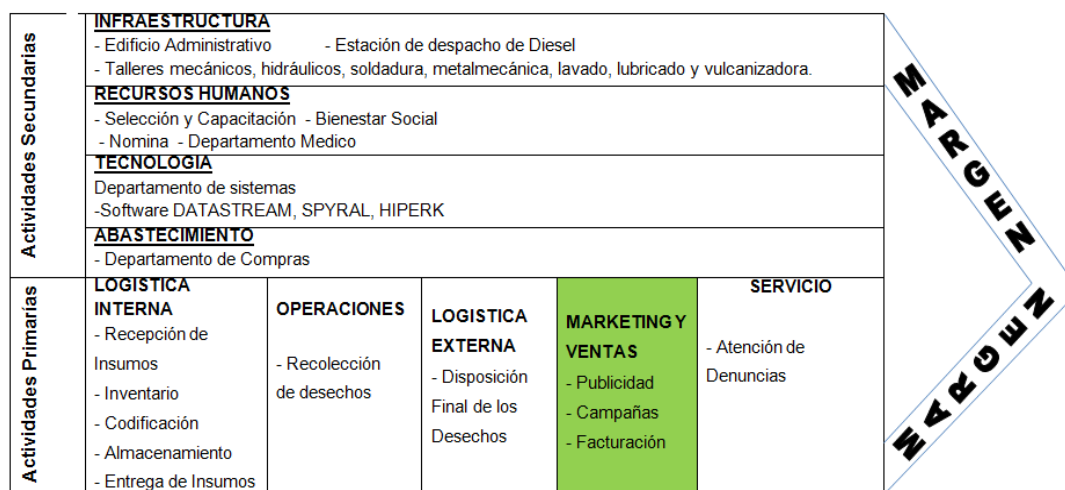 Actividades Secundarias
INFRAESTRUCTURA
- Edificio Administrativo - Estación de despacho de Diesel
- Talleres mecánicos, hidráulicos, soldadura, metalmecánica, lavado, lubricado y vulcanizadora.
RECURSOS HUMANOS
- Selección y Capacitación - Bienestar Social
- Nomina - Departamento Medico
TECNOLOGIA
Departamento de sistemas
-Software DATASTREAM, SPYRAL, HIPERK
ABASTECIMIENTO
- Departamento de Compras
Actividades Primarías
LOGISTICA
INTERNA
- Recepción de
Insumos
- Inventario
- Codificación
- Almacenamiento
- Entrega de Insumos
OPERACIONES
- Recolección
de desechos
LOGISTICA
EXTERNA
- Disposición
Final de los
Desechos
MARKETING Y
VENTAS
- Publicidad
- Campañas
- Facturación
SERVICIO
- Atención de
Denuncias
MARGEN
MARGEN